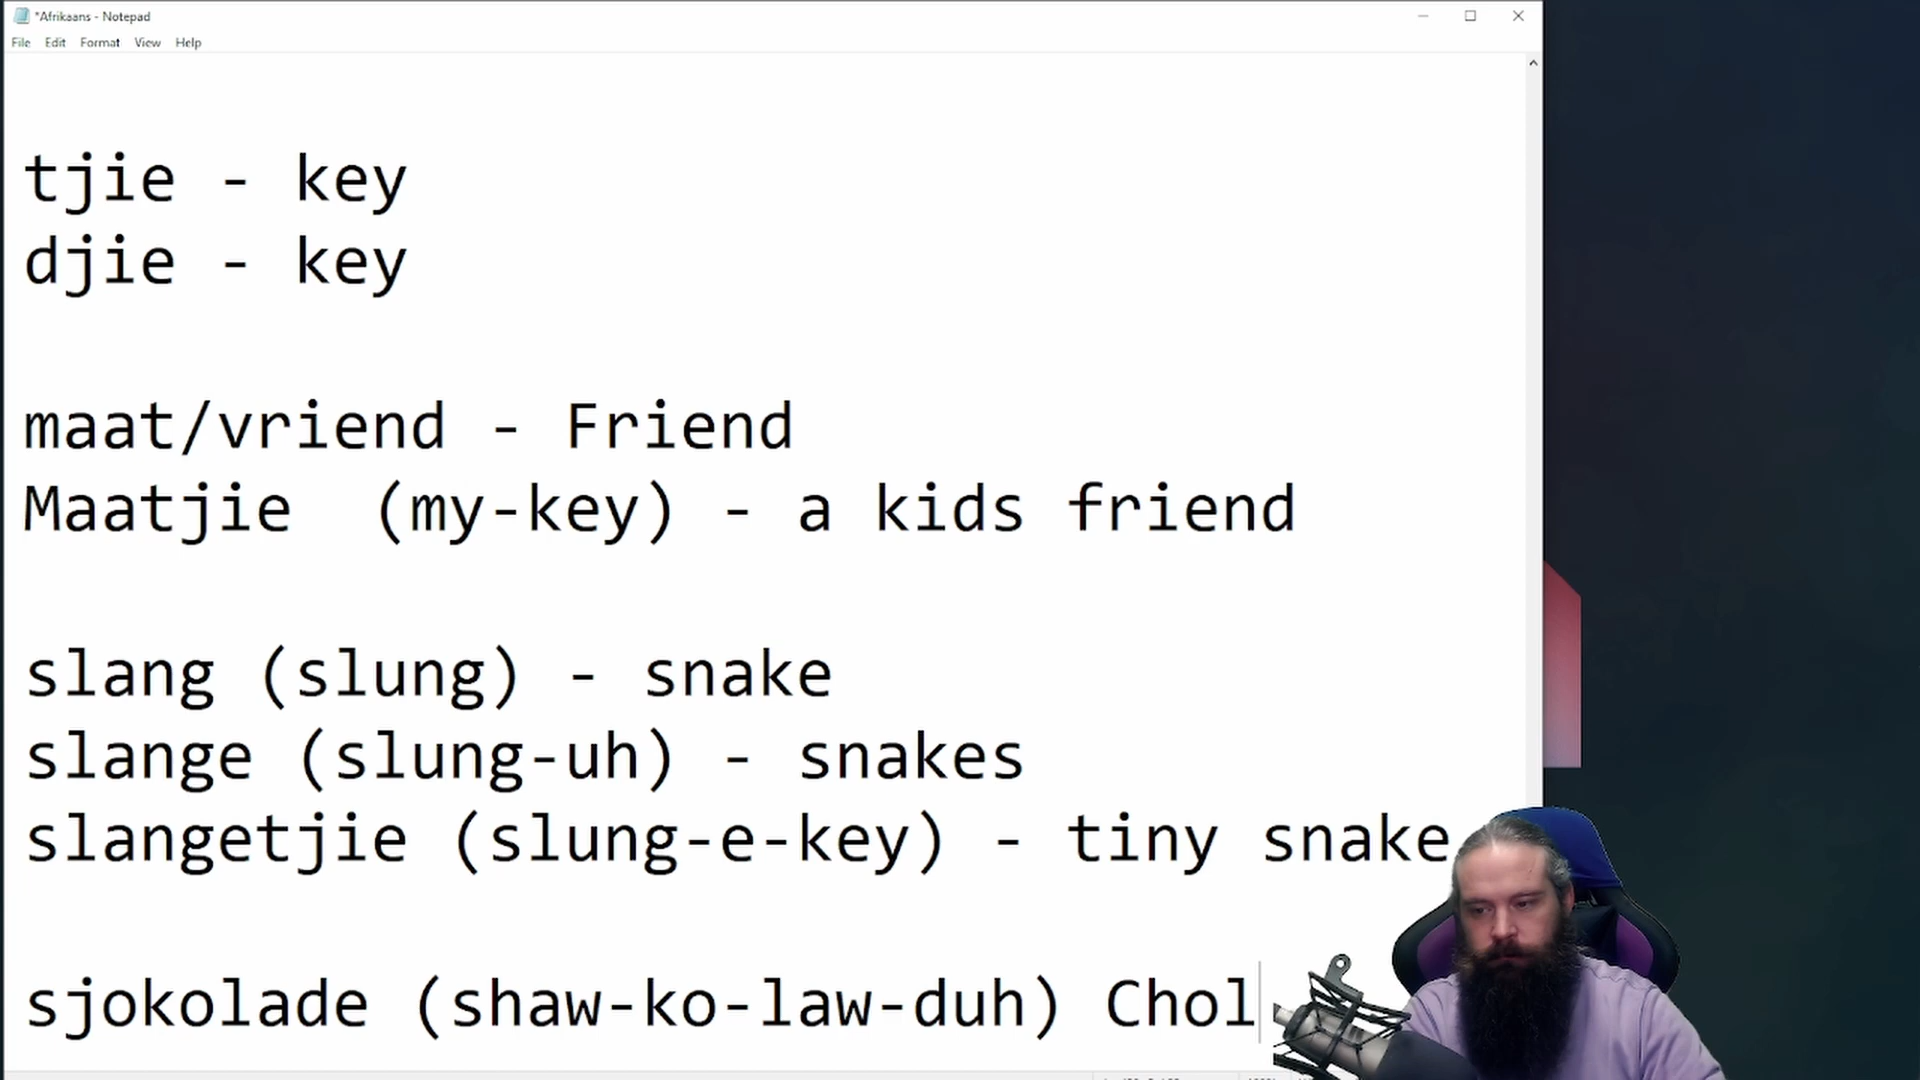 *Afrikaans - Notepad
File Edit Format View Help
tjie - key
djie - key
maat/vriend - Friend
Maatjie  (my-key) - a kids friend
slang (slung) - snake
slange (slung-uh) - snakes
slangetjie (slung-e-key) - tiny snake
sjokolade (shaw-ko-law-duh) Chol